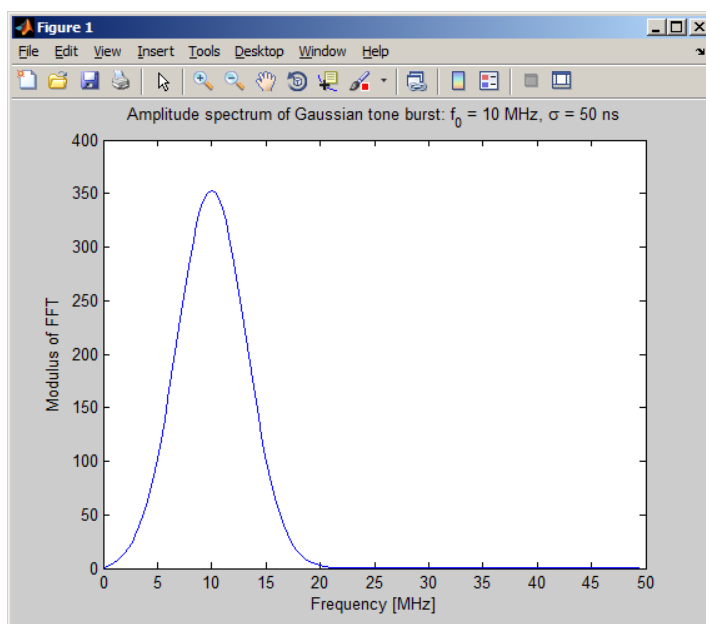 Figure 1
File Edit View Insert Tools Desktop Window Help
Amplitude spectrum of Gaussian tone burst: f0 = 10 MHz, σ = 50 ns
400
350
300
250
200
150
100
50
0
Modulus of FFT
0 5 10 15 20 25 30 35 40 45 50
Frequency [MHz]